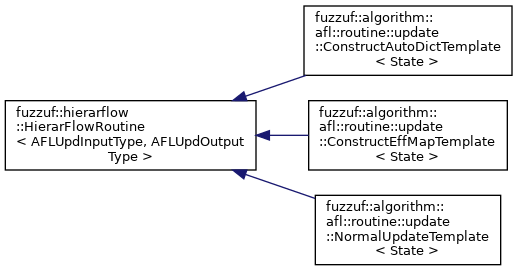 fuzzuf::algorithm::
afl::routine::update
::ConstructAutoDictTemplate
< State >
fuzzuf::hierarflow
::HierarFlowRoutine
< AFLUpdInputType, AFLUpdOutput
Type >
fuzzuf::algorithm::
afl::routine::update
::ConstructEffMapTemplate
< State >
fuzzuf::algorithm::
afl::routine::update
::NormalUpdateTemplate
< State >